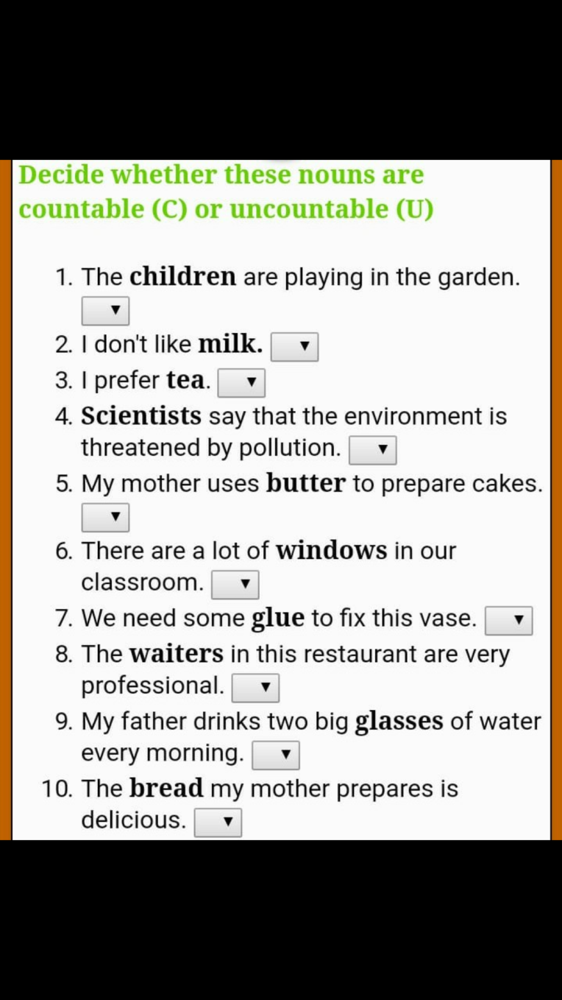 Decide whether these nouns are
countable (C) or uncountable (U)
1. The children are playing in the garden.
2. I don't like milk.
3. I prefer tea.
4. Scientists say that the environment is
threatened by pollution.
5. My mother uses butter to prepare cakes.
6. There are a lot of windows in our
classroom.
7. We need some glue to fix this vase.
8. The waiters in this restaurant are very
professional.
9. My father drinks two big glasses of water
every morning.
10. The bread my mother prepares is
delicious.